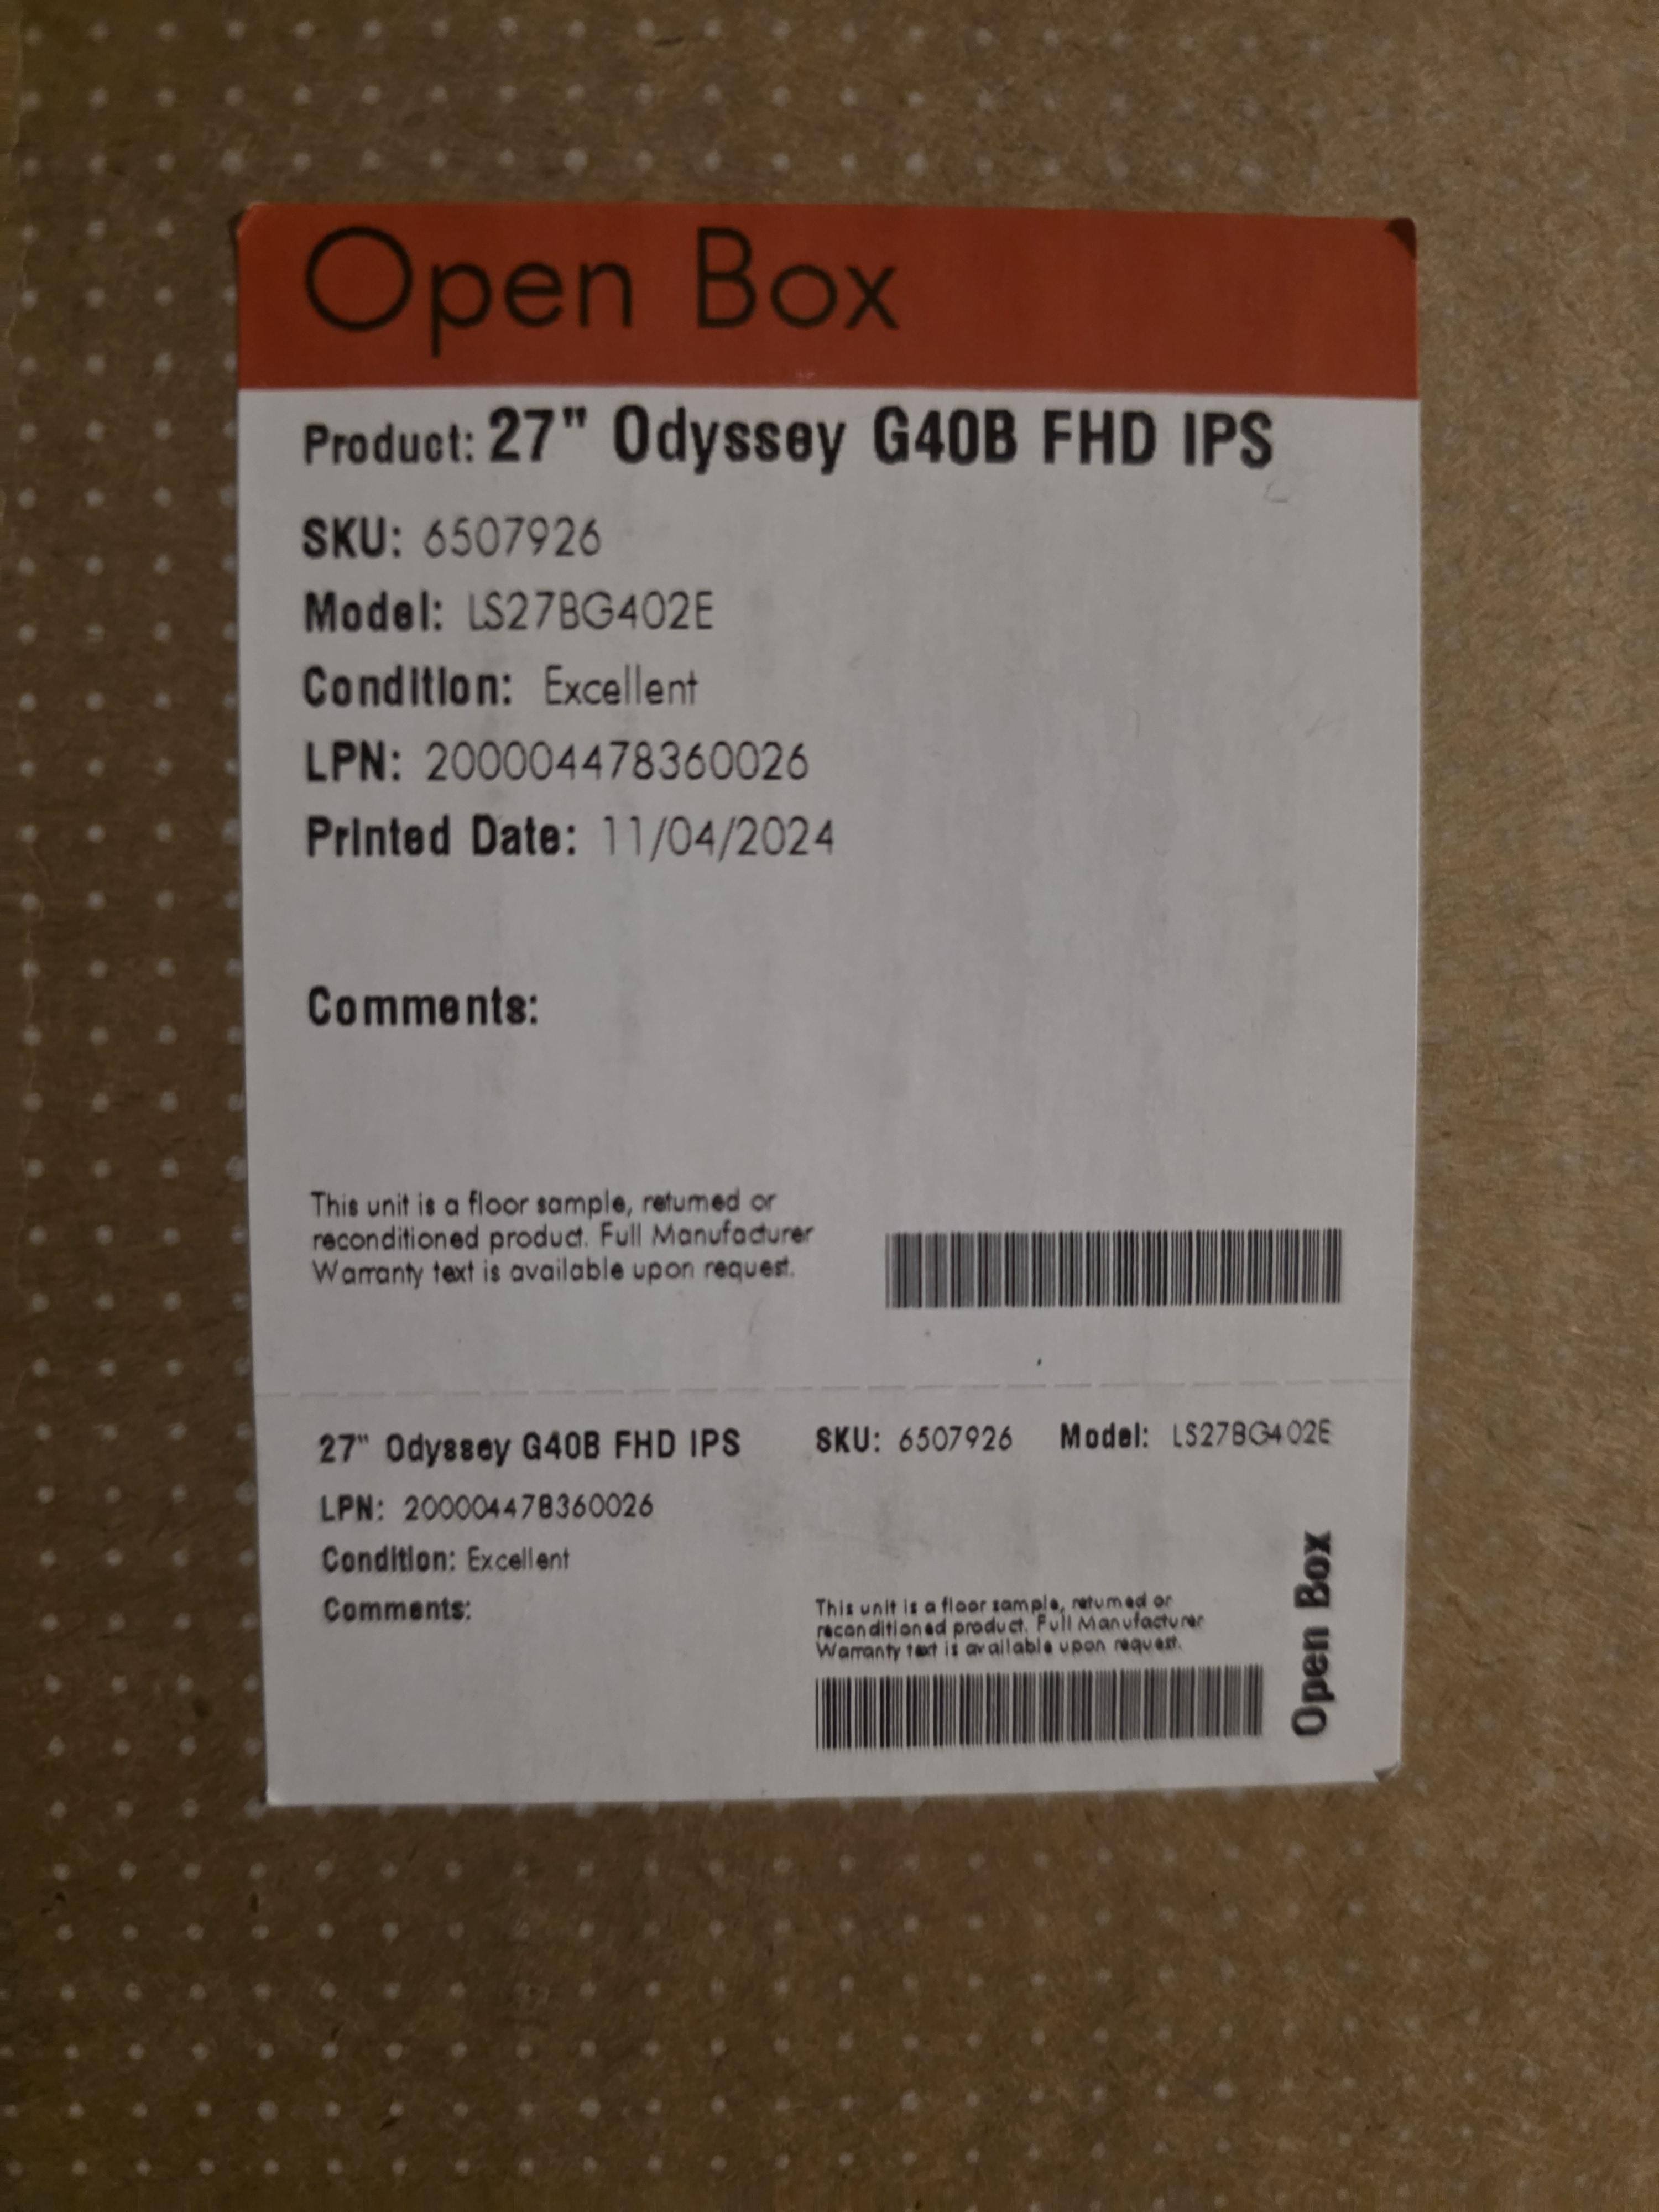 Open Box
Product: 27" Odyssey G40B FHD IPS
SKU: 6507926
Model: LS27BG402E
Condition: Excellent
LPN: 200004478360026
Printed Date: 11/04/2024
Comments:
This unit is a floor sample, returned or
reconditioned product. Full Manufacturer
Warranty text is available upon request.
27" Odyssey G40B FHD IPS SKU: 6507926 Model: LS27BG402E
LPN: 200004478360026
Condition: Excellent
Comments:
This unit is a floor sample, returned or
reconditioned product. Full Manufacturer
Warranty text is available upon request.
Open Box